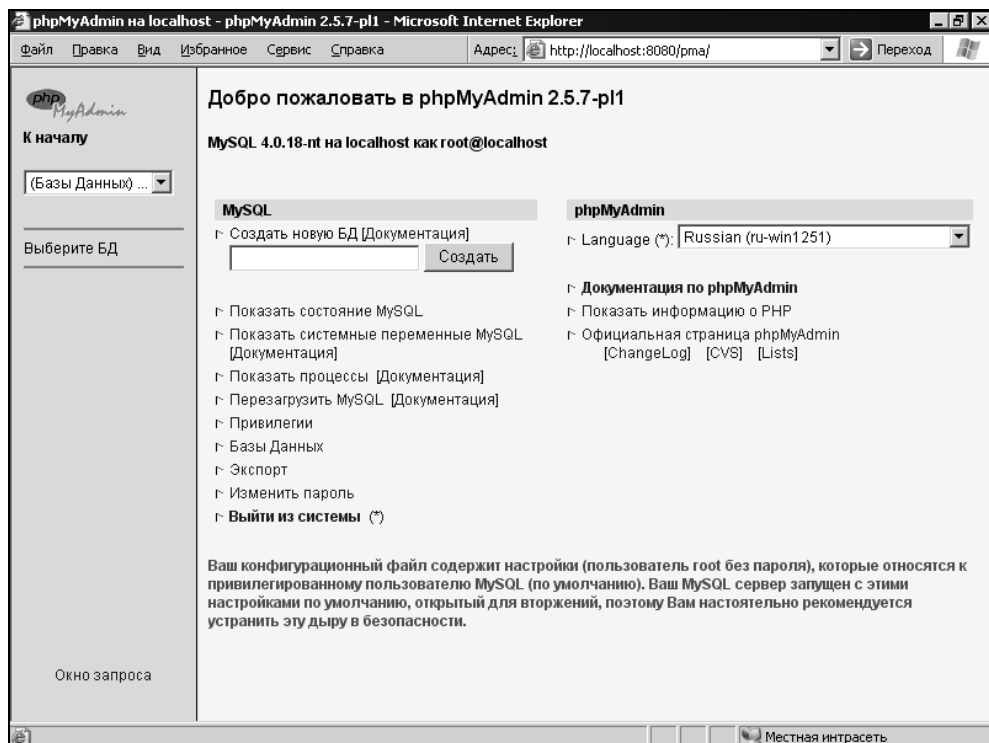 phpMyAdmin на localhost - phpMyAdmin 2.5.7-pl1 - Microsoft Internet Explorer
Файл Правка Вид Избранное Сервис Справка Адрес: http://localhost:8080/pma/ Переход
php
MyAdmin
К началу
(Базы Данных) ...
Выберите БД
Окно запроса
Добро пожаловать в phpMyAdmin 2.5.7-pl1
MySQL 4.0.18-nt на localhost как root@localhost
MySQL
Создать новую БД [Документация]
Создать
Показать состояние MySQL
Показать системные переменные MySQL
[Документация]
Показать процессы [Документация]
Перезагрузить MySQL [Документация]
Привилегии
Базы Данных
Экспорт
Изменить пароль
Выйти из системы (*)
phpMyAdmin
Language (*): Russian (ru-win1251)
Документация по phpMyAdmin
Показать информацию о PHP
Официальная страница phpMyAdmin
[ChangeLog] [CVS] [Lists]
Ваш конфигурационный файл содержит настройки (пользователь root без пароля), которые относятся к
привилегированному пользователю MySQL (по умолчанию). Ваш MySQL сервер запущен с этими
настройками по умолчанию, открытый для вторжений, поэтому Вам настоятельно рекомендуется
устранить эту дыру в безопасности.
Местная интрасеть